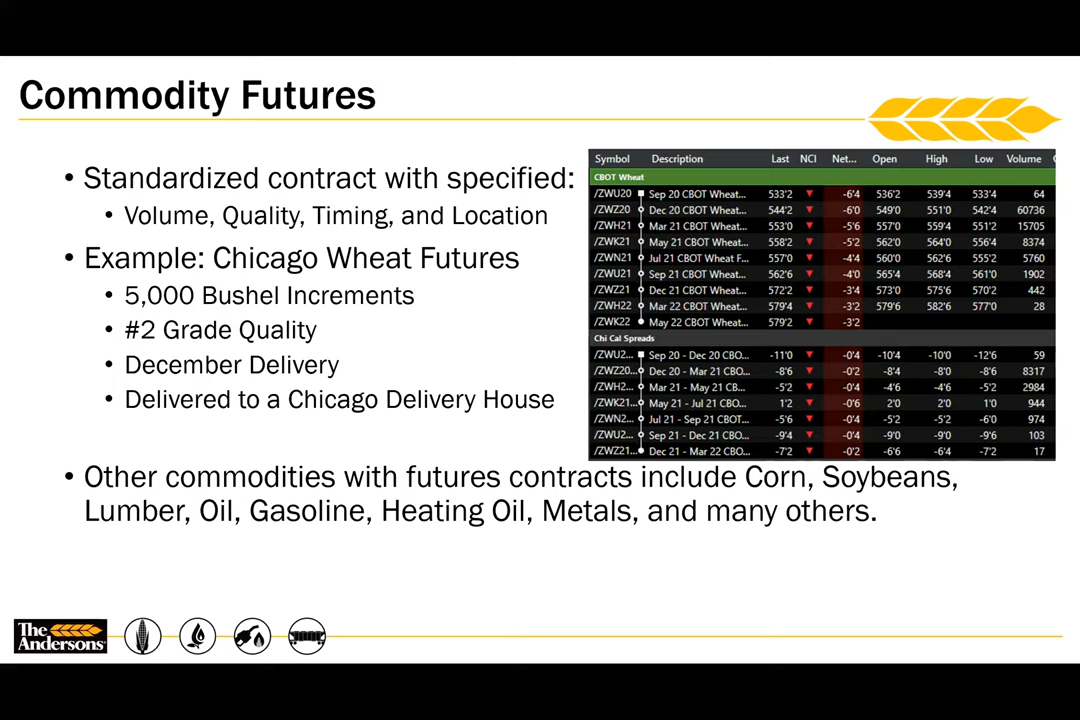 Commodity Futures
• Standardized contract with specified:
• Volume, Quality, Timing, and Location
• Example: Chicago Wheat Futures
• 5,000 Bushel Increments
• #2 Grade Quality
• December Delivery
• Delivered to a Chicago Delivery House
• Other commodities with futures contracts include Corn, Soybeans,
Lumber, Oil, Gasoline, Heating Oil, Metals, and many others.
Symbol Description Last NCI Net... Open High Low Volume
CBOT Wheat
/ZWU20 Sep 20 CBOT Wheat... 533'2 -6'4 536'2 539'4 533'4 64
/ZWZ20 Dec 20 CBOT Wheat... 544'2 -6'0 549'0 551'0 542'4 60736
/ZWH21 Mar 21 CBOT Wheat... 553'0 -5'6 557'0 559'4 551'2 15705
/ZWK21 May 21 CBOT Wheat... 558'2 -5'2 562'0 564'0 556'4 8374
/ZWN21 Jul 21 CBOT Wheat F... 557'0 -4'4 560'0 562'6 555'2 5760
/ZWU21 Sep 21 CBOT Wheat... 562'6 -4'0 565'4 568'4 561'0 1902
/ZWZ21 Dec 21 CBOT Wheat... 572'2 -3'4 573'0 575'6 570'2 442
/ZWH22 Mar 22 CBOT Wheat... 579'4 -3'2 579'6 582'6 577'0 28
/ZWK22 May 22 CBOT Wheat... 579'2 -3'2
Chi Cal Spreads
/ZWU2... Sep 20 - Dec 20 CBO... -11'0 -0'4 -10'4 -10'0 -12'6 59
/ZWZ20... Dec 20 - Mar 21 CBO... -8'6 -0'2 -8'4 -8'0 -8'6 8317
/ZWH2... Mar 21 - May 21 CB... -5'2 -0'4 -4'6 -4'6 -5'2 2984
/ZWK21... May 21 - Jul 21 CBO... 1'2 -0'6 2'0 2'0 1'0 944
/ZWN2... Jul 21 - Sep 21 CBOT... -5'6 -0'4 -5'2 -5'2 -6'0 974
/ZWU2... Sep 21 - Dec 21 CBO... -9'4 -0'4 -9'0 -9'0 -9'6 103
/ZWZ21... Dec 21 - Mar 22 CBO... -7'2 -0'2 -6'6 -6'4 -7'2 17
The
Andersons